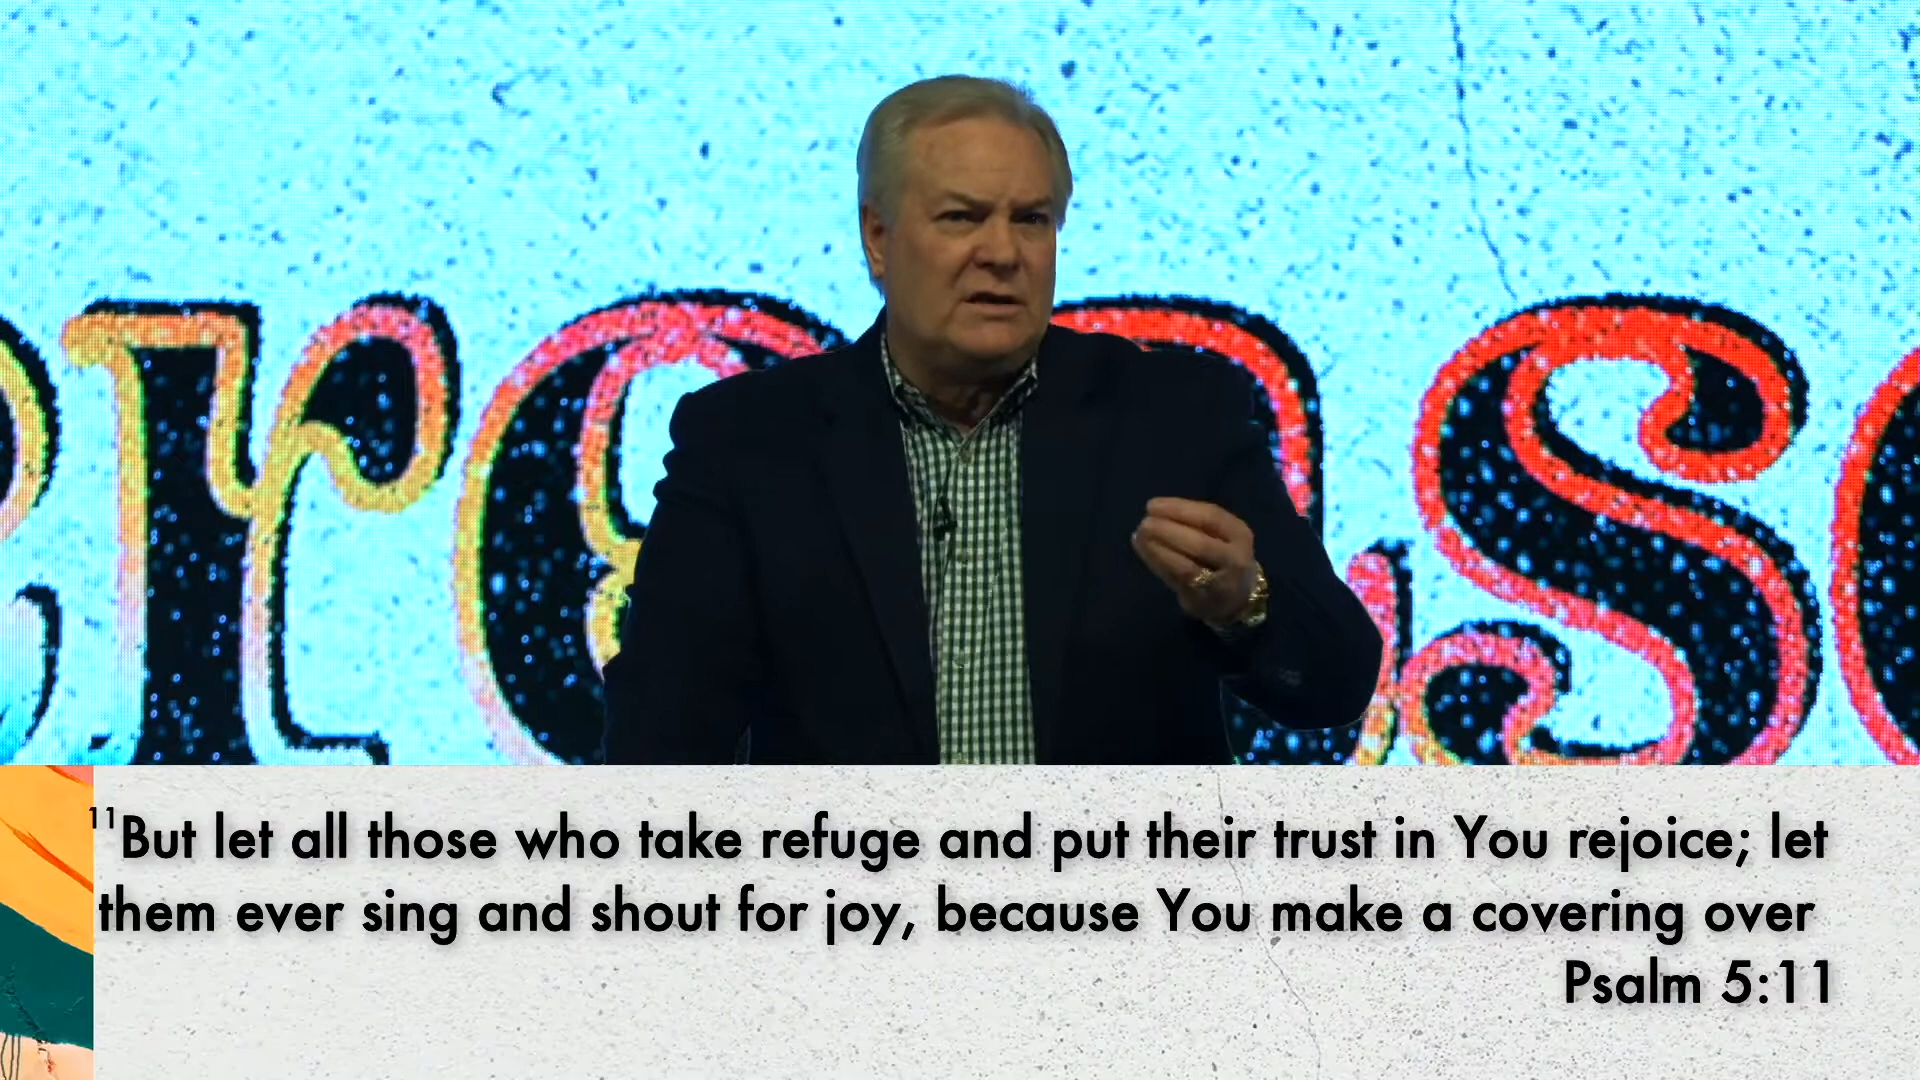 11But let all those who take refuge and put their trust in You rejoice; let
them ever sing and shout for joy, because You make a covering over
Psalm 5:11